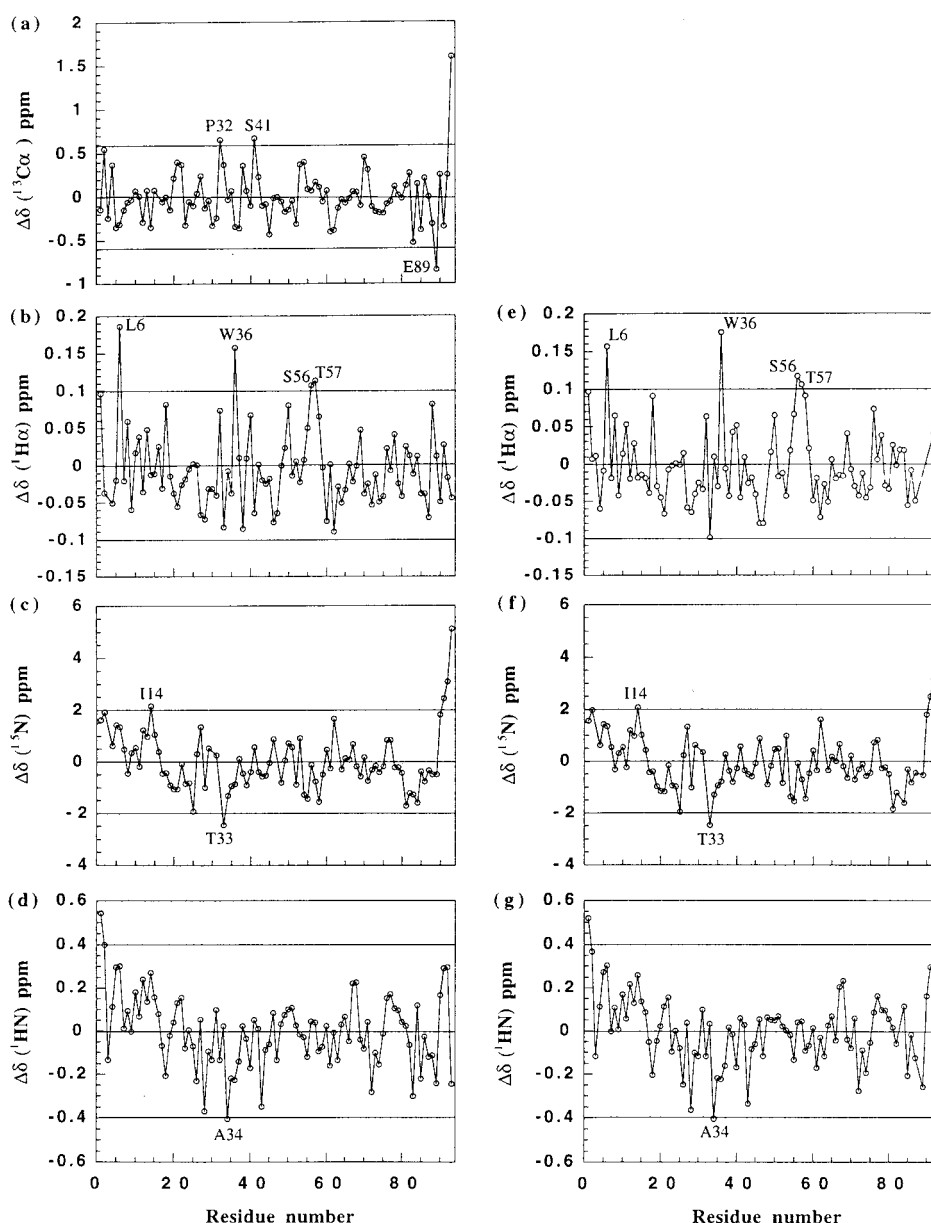 (a)
2
1.5
1
0.5
0
-0.5
-1
Δδ (¹³Cα) ppm
P32 S41
E89
(b)
0.2
0.15
0.1
0.05
0
-0.05
-0.1
-0.15
Δδ (¹Hα) ppm
L6
W36
S56
T57
(e)
0.2
0.15
0.1
0.05
0
-0.05
-0.1
-0.15
Δδ (¹Hα) ppm
L6
W36
S56
T57
(c)
6
4
2
0
-2
-4
Δδ (¹⁵N) ppm
I14
T33
(f)
6
4
2
0
-2
-4
Δδ (¹⁵N) ppm
I14
T33
(d)
0.6
0.4
0.2
0
-0.2
-0.4
-0.6
Δδ (¹HN) ppm
A34
0 20 40 60 80
Residue number
(g)
0.6
0.4
0.2
0
-0.2
-0.4
-0.6
Δδ (¹HN) ppm
A34
0 20 40 60 80
Residue number